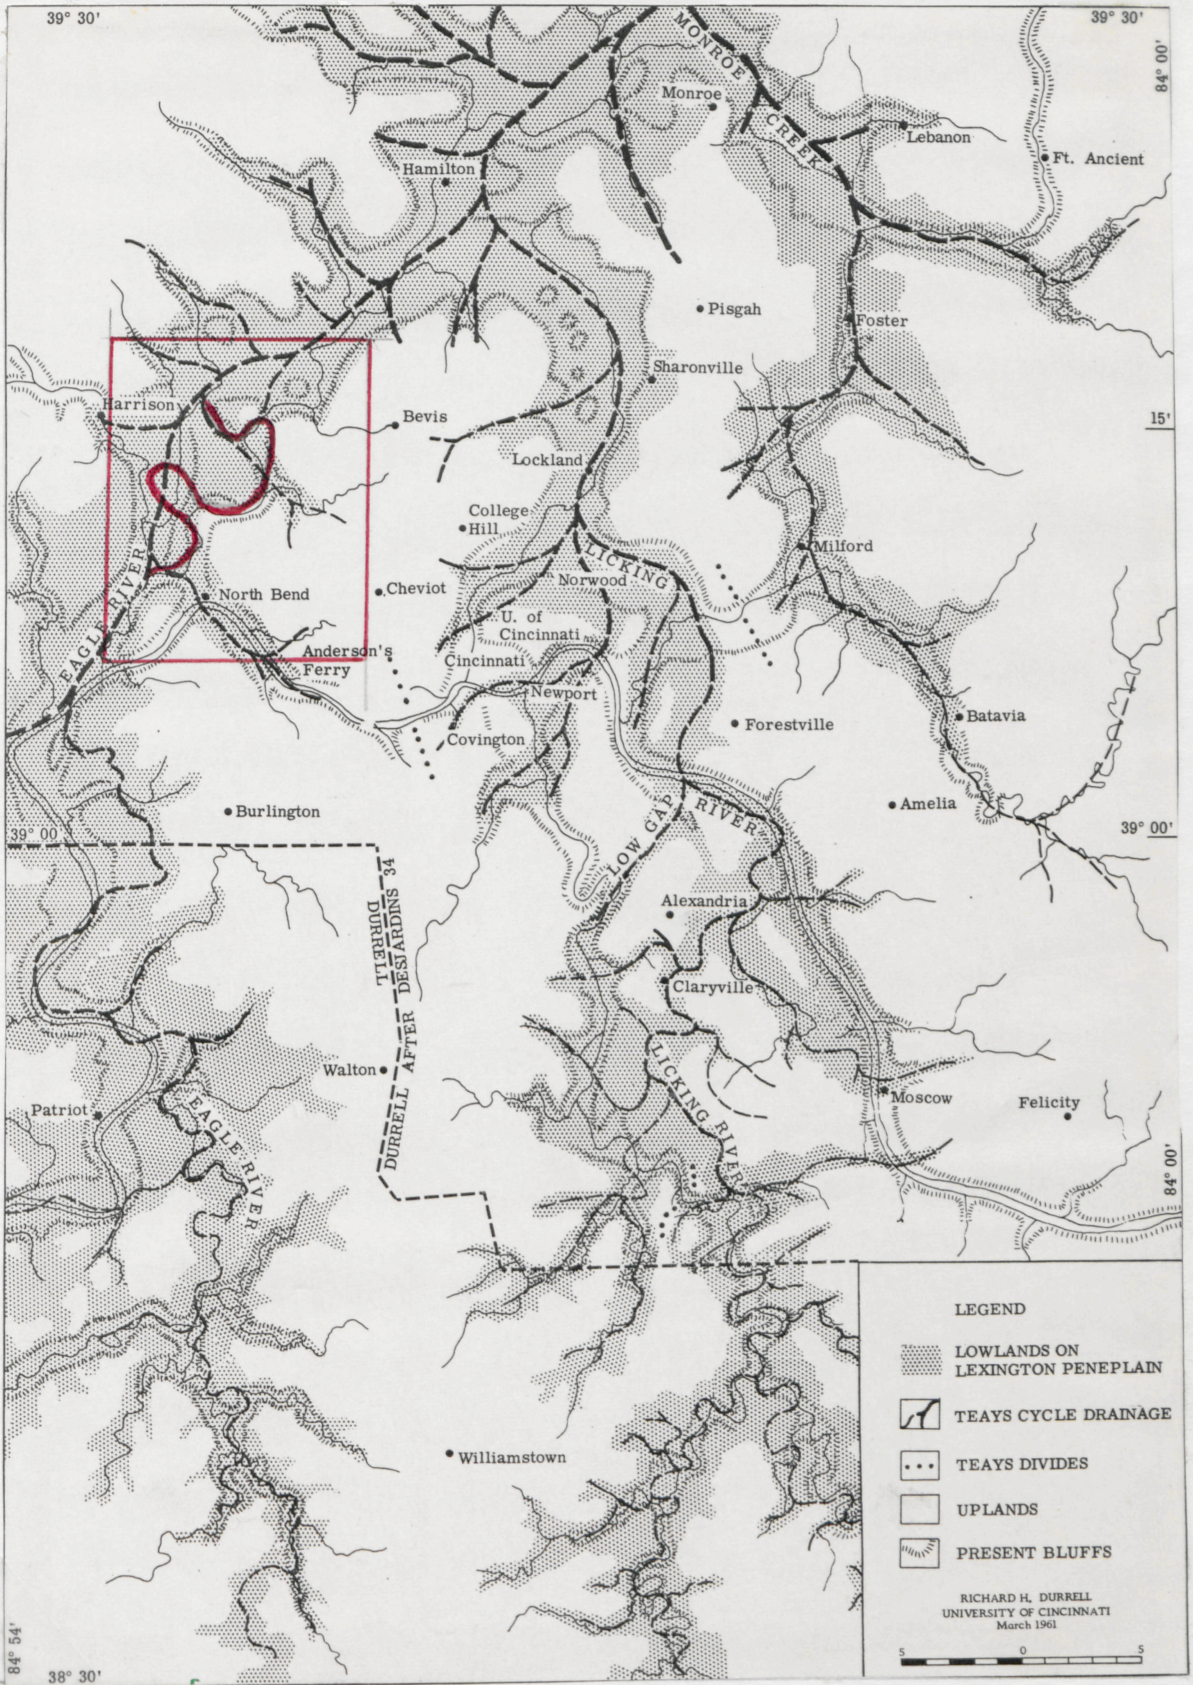 39° 30'
39° 30'
84° 00'
MONROE CREEK
Monroe
Lebanon
Ft. Ancient
Hamilton
Pisgah
Foster
Sharonville
Harrison
Bevis
15'
Lockland
College
Hill
LICKING
Milford
Norwood
EAGLE RIVER
North Bend
Cheviot
U. of
Cincinnati
Anderson's
Ferry
Cincinnati
Newport
Covington
Forestville
Batavia
Burlington
LOW GAP
RIVER
Amelia
39° 00
39° 00'
DURRELL
DURRELL AFTER DESJARDINS 34
Alexandria
Claryville
Walton
LICKING RIVER
Patriot
EAGLE RIVER
Moscow
Felicity
84° 00'
Williamstown
LEGEND
LOWLANDS ON
LEXINGTON PENEPLAIN
TEAYS CYCLE DRAINAGE
TEAYS DIVIDES
UPLANDS
PRESENT BLUFFS
RICHARD H. DURRELL
UNIVERSITY OF CINCINNATI
March 1961
5 0 5
84° 54'
38° 30'